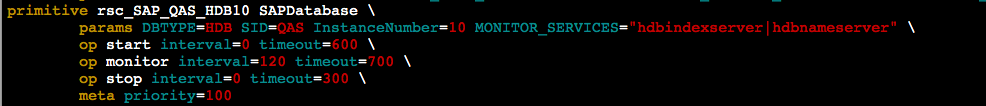 primitive rsc_SAP_QAS_HDB10 SAPDatabase \
params DBTYPE=HDB SID=QAS InstanceNumber=10 MONITOR_SERVICES="hdbindexserver|hdbnameserver" \
op start interval=0 timeout=600 \
op monitor interval=120 timeout=700 \
op stop interval=0 timeout=300 \
meta priority=100